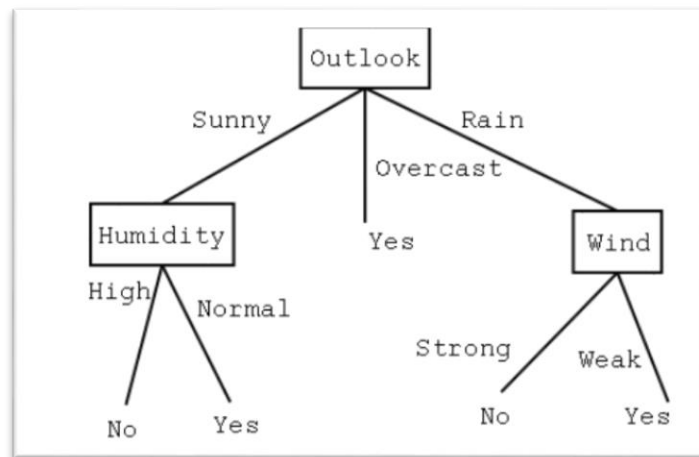 Outlook
Sunny
Rain
Overcast
Humidity
Yes
Wind
High
Normal
Strong
Weak
No
Yes
No
Yes